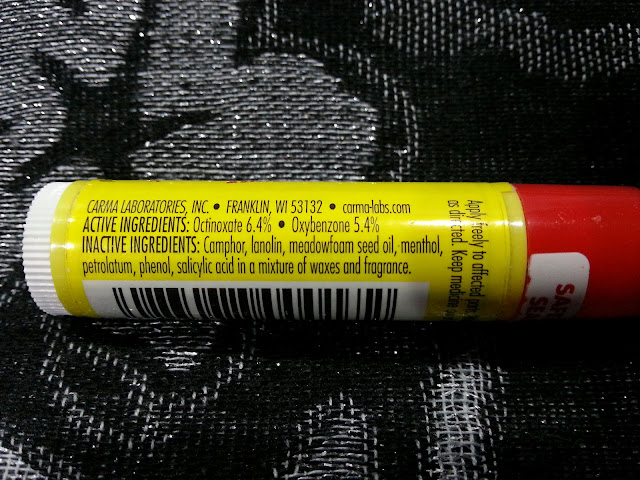 CARMA LABORATORIES, INC. • FRANKLIN, WI 53132 • carma-labs.com
ACTIVE INGREDIENTS: Octinoxate 6.4% • Oxybenzone 5.4%
INACTIVE INGREDIENTS: Camphor, lanolin, meadowfoam seed oil, menthol,
petrolatum, phenol, salicylic acid in a mixture of waxes and fragrance.
Apply freely to affected
as directed. Keep